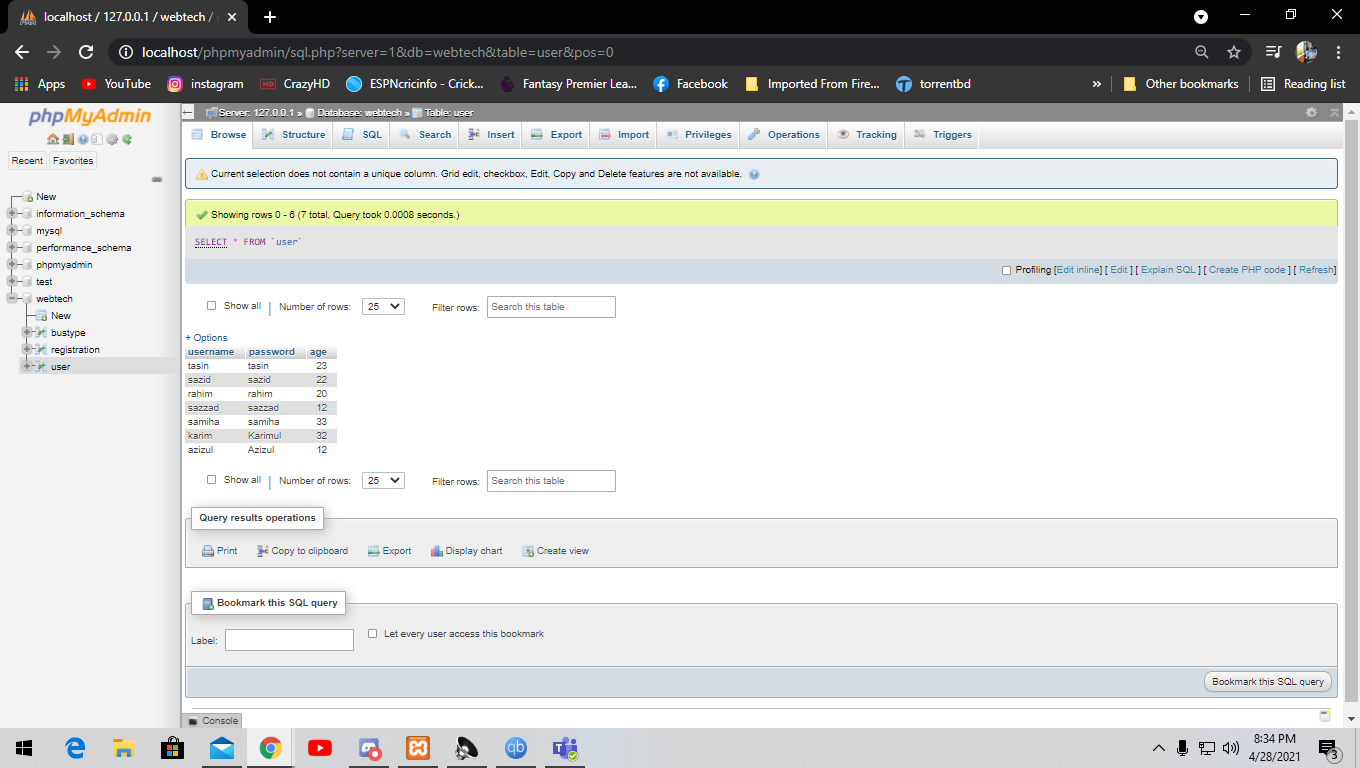 localhost / 127.0.0.1 / webtech /
localhost/phpmyadmin/sql.php?server=1&db=webtech&table=user&pos=0
Apps YouTube instagram CrazyHD ESPNcricinfo - Crick... Fantasy Premier Lea... Facebook Imported From Fire... torrentbd » Other bookmarks Reading list
phpMyAdmin
Recent Favorites
New
information_schema
mysql
performance_schema
phpmyadmin
test
webtech
New
bustype
registration
user
Server: 127.0.0.1 » Database: webtech » Table: user
Browse Structure SQL Search Insert Export Import Privileges Operations Tracking Triggers
Current selection does not contain a unique column. Grid edit, checkbox, Edit, Copy and Delete features are not available.
Showing rows 0 - 6 (7 total, Query took 0.0008 seconds.)
SELECT * FROM `user`
Profiling [Edit inline] [ Edit ] [ Explain SQL ] [ Create PHP code ] [ Refresh]
Show all | Number of rows: 25 Filter rows: Search this table
+ Options
username password age
tasin tasin 23
sazid sazid 22
rahim rahim 20
sazzad sazzad 12
samiha samiha 33
karim Karimul 32
azizul Azizul 12
Show all | Number of rows: 25 Filter rows: Search this table
Query results operations
Print Copy to clipboard Export Display chart Create view
Bookmark this SQL query
Label: Let every user access this bookmark
Bookmark this SQL query
Console
8:34 PM
4/28/2021
3